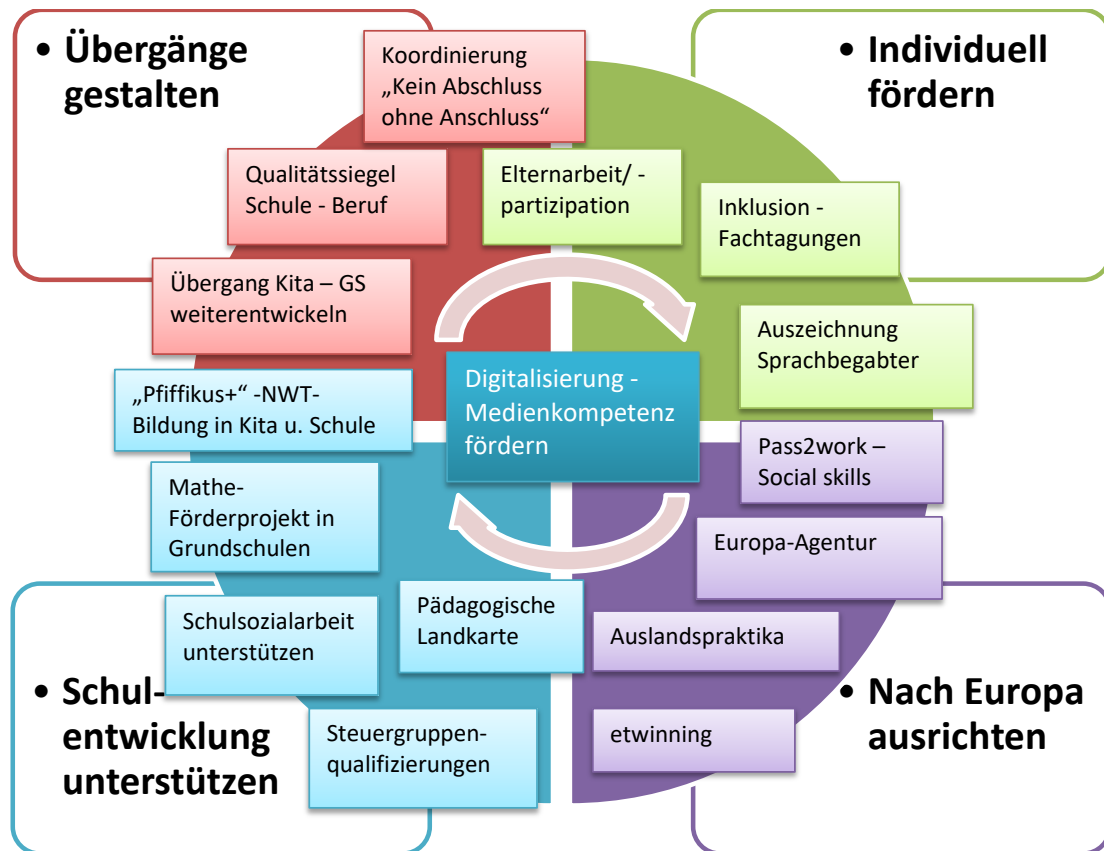 • Übergänge
gestalten
Koordinierung
„Kein Abschluss
ohne Anschluss“
Qualitätssiegel
Schule - Beruf
Übergang Kita – GS
weiterentwickeln
• Individuell
fördern
Elternarbeit/ -
partizipation
Inklusion -
Fachtagungen
Auszeichnung
Sprachbegabter
Digitalisierung -
Medienkompetenz
fördern
„Pfiffikus+“ -NWT-
Bildung in Kita u. Schule
Mathe-
Förderprojekt in
Grundschulen
Schulsozialarbeit
unterstützen
Pädagogische
Landkarte
Steuergruppen-
qualifizierungen
• Schul-
entwicklung
unterstützen
Pass2work –
Social skills
Europa-Agentur
Auslandspraktika
etwinning
• Nach Europa
ausrichten